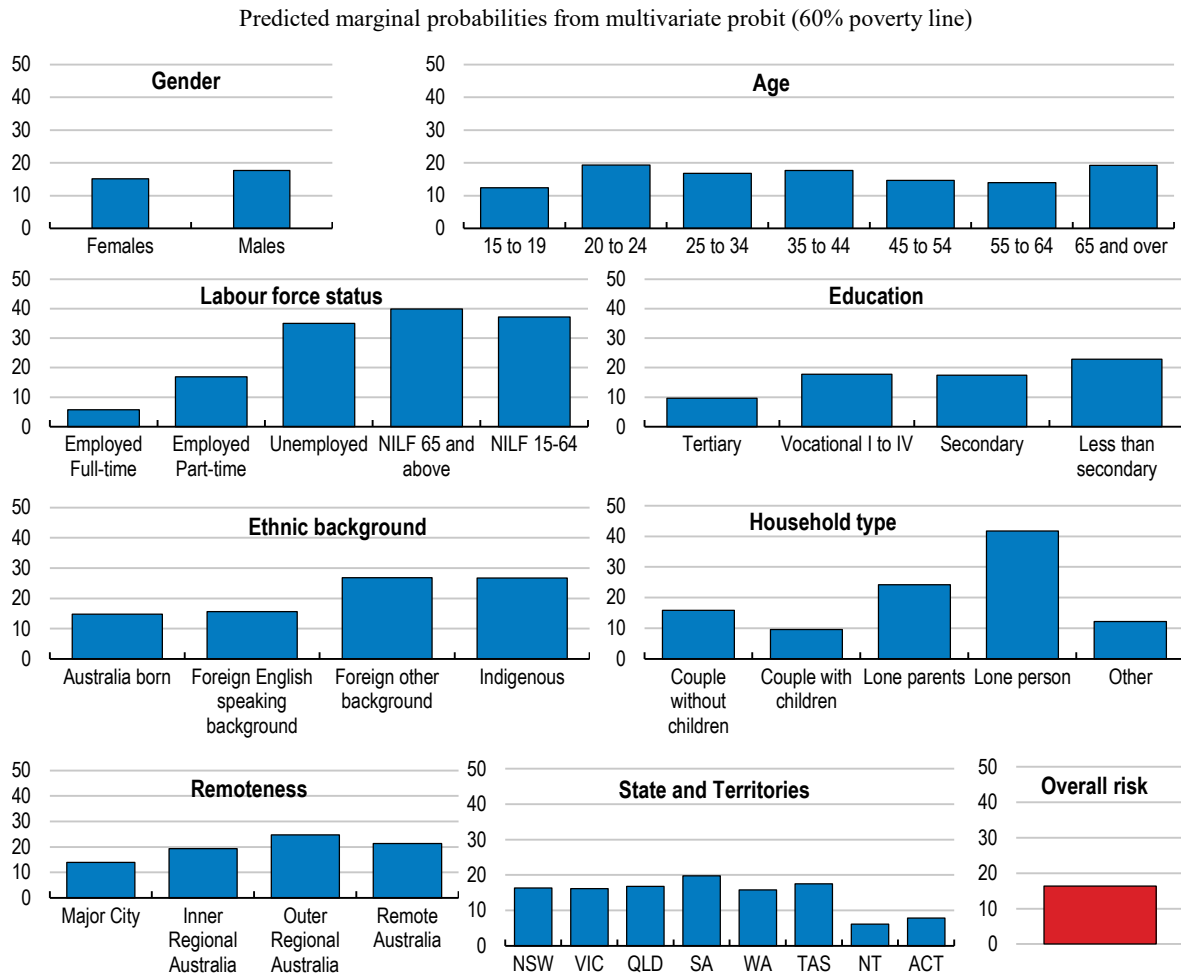 Predicted marginal probabilities from multivariate probit (60% poverty line)
Gender
50
40
30
20
10
0
Females Males
Age
50
40
30
20
10
0
15 to 19 20 to 24 25 to 34 35 to 44 45 to 54 55 to 64 65 and over
Labour force status
50
40
30
20
10
0
Employed Full-time
Employed Part-time
Unemployed
NILF 65 and above
NILF 15-64
Education
50
40
30
20
10
0
Tertiary
Vocational I to IV
Secondary
Less than secondary
Ethnic background
50
40
30
20
10
0
Australia born
Foreign English speaking background
Foreign other background
Indigenous
Household type
50
40
30
20
10
0
Couple without children
Couple with children
Lone parents
Lone person
Other
Remoteness
50
40
30
20
10
0
Major City
Inner Regional Australia
Outer Regional Australia
Remote Australia
State and Territories
50
40
30
20
10
0
NSW VIC QLD SA WA TAS NT ACT
Overall risk
50
40
30
20
10
0